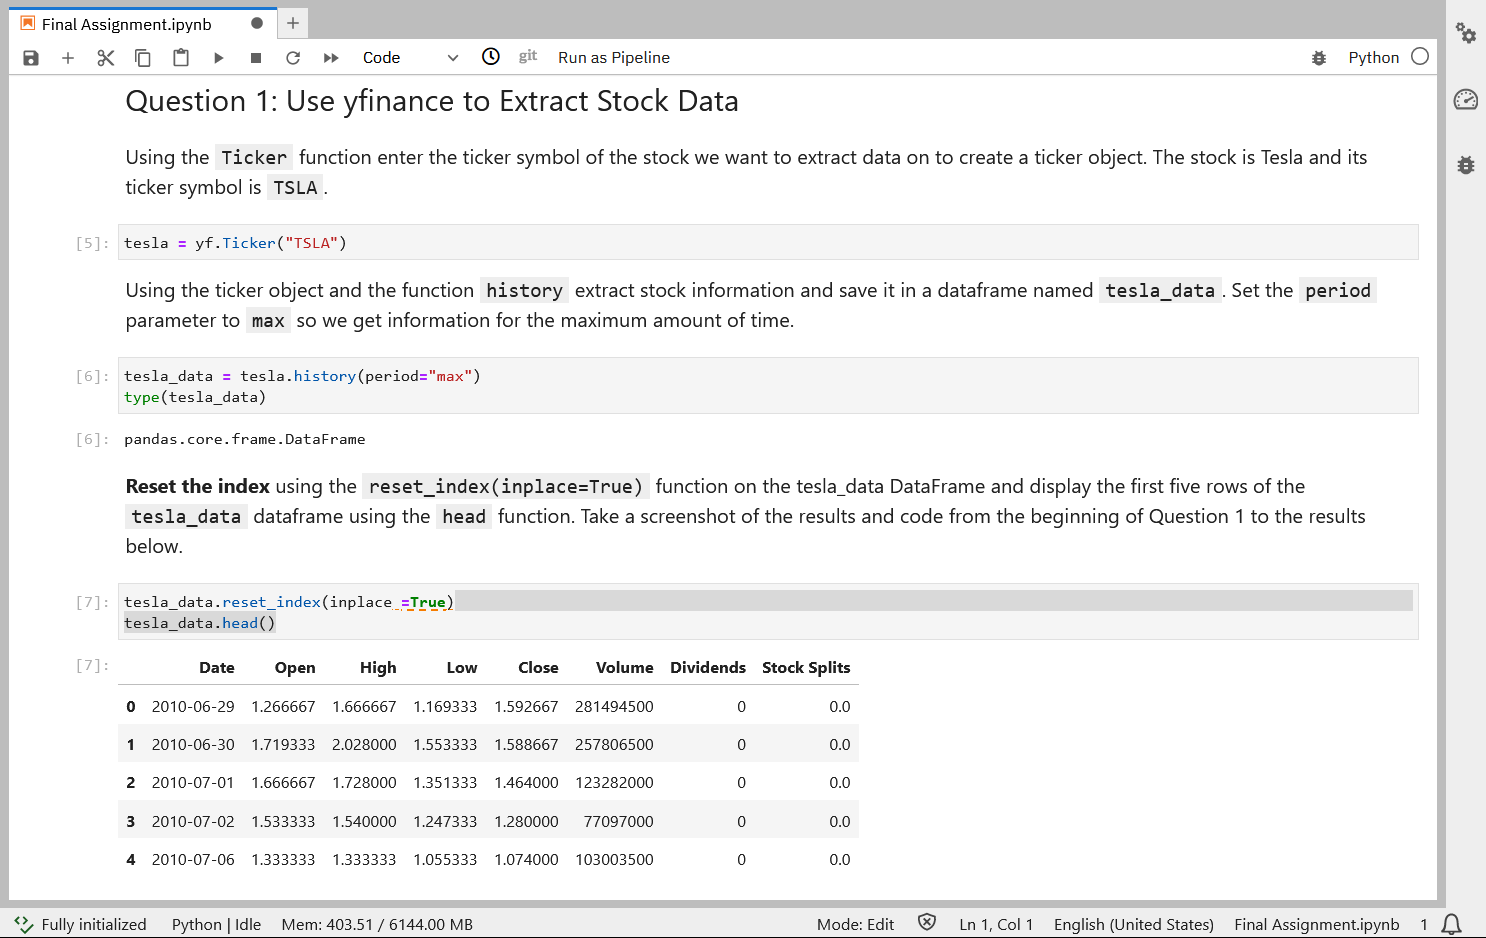 Final Assignment.ipynb
Code
git
Run as Pipeline
Python
Question 1: Use yfinance to Extract Stock Data
Using the Ticker function enter the ticker symbol of the stock we want to extract data on to create a ticker object. The stock is Tesla and its
ticker symbol is TSLA.
[5]: tesla = yf.Ticker("TSLA")
Using the ticker object and the function history extract stock information and save it in a dataframe named tesla_data. Set the period
parameter to max so we get information for the maximum amount of time.
[6]: tesla_data = tesla.history(period="max")
type(tesla_data)
[6]: pandas.core.frame.DataFrame
Reset the index using the reset_index(inplace=True) function on the tesla_data DataFrame and display the first five rows of the
tesla_data dataframe using the head function. Take a screenshot of the results and code from the beginning of Question 1 to the results
below.
[7]: tesla_data.reset_index(inplace =True)
tesla_data.head()
[7]: Date Open High Low Close Volume Dividends Stock Splits
0 2010-06-29 1.266667 1.666667 1.169333 1.592667 281494500 0 0.0
1 2010-06-30 1.719333 2.028000 1.553333 1.588667 257806500 0 0.0
2 2010-07-01 1.666667 1.728000 1.351333 1.464000 123282000 0 0.0
3 2010-07-02 1.533333 1.540000 1.247333 1.280000 77097000 0 0.0
4 2010-07-06 1.333333 1.333333 1.055333 1.074000 103003500 0 0.0
Fully initialized Python | Idle Mem: 403.51 / 6144.00 MB Mode: Edit Ln 1, Col 1 English (United States) Final Assignment.ipynb 1